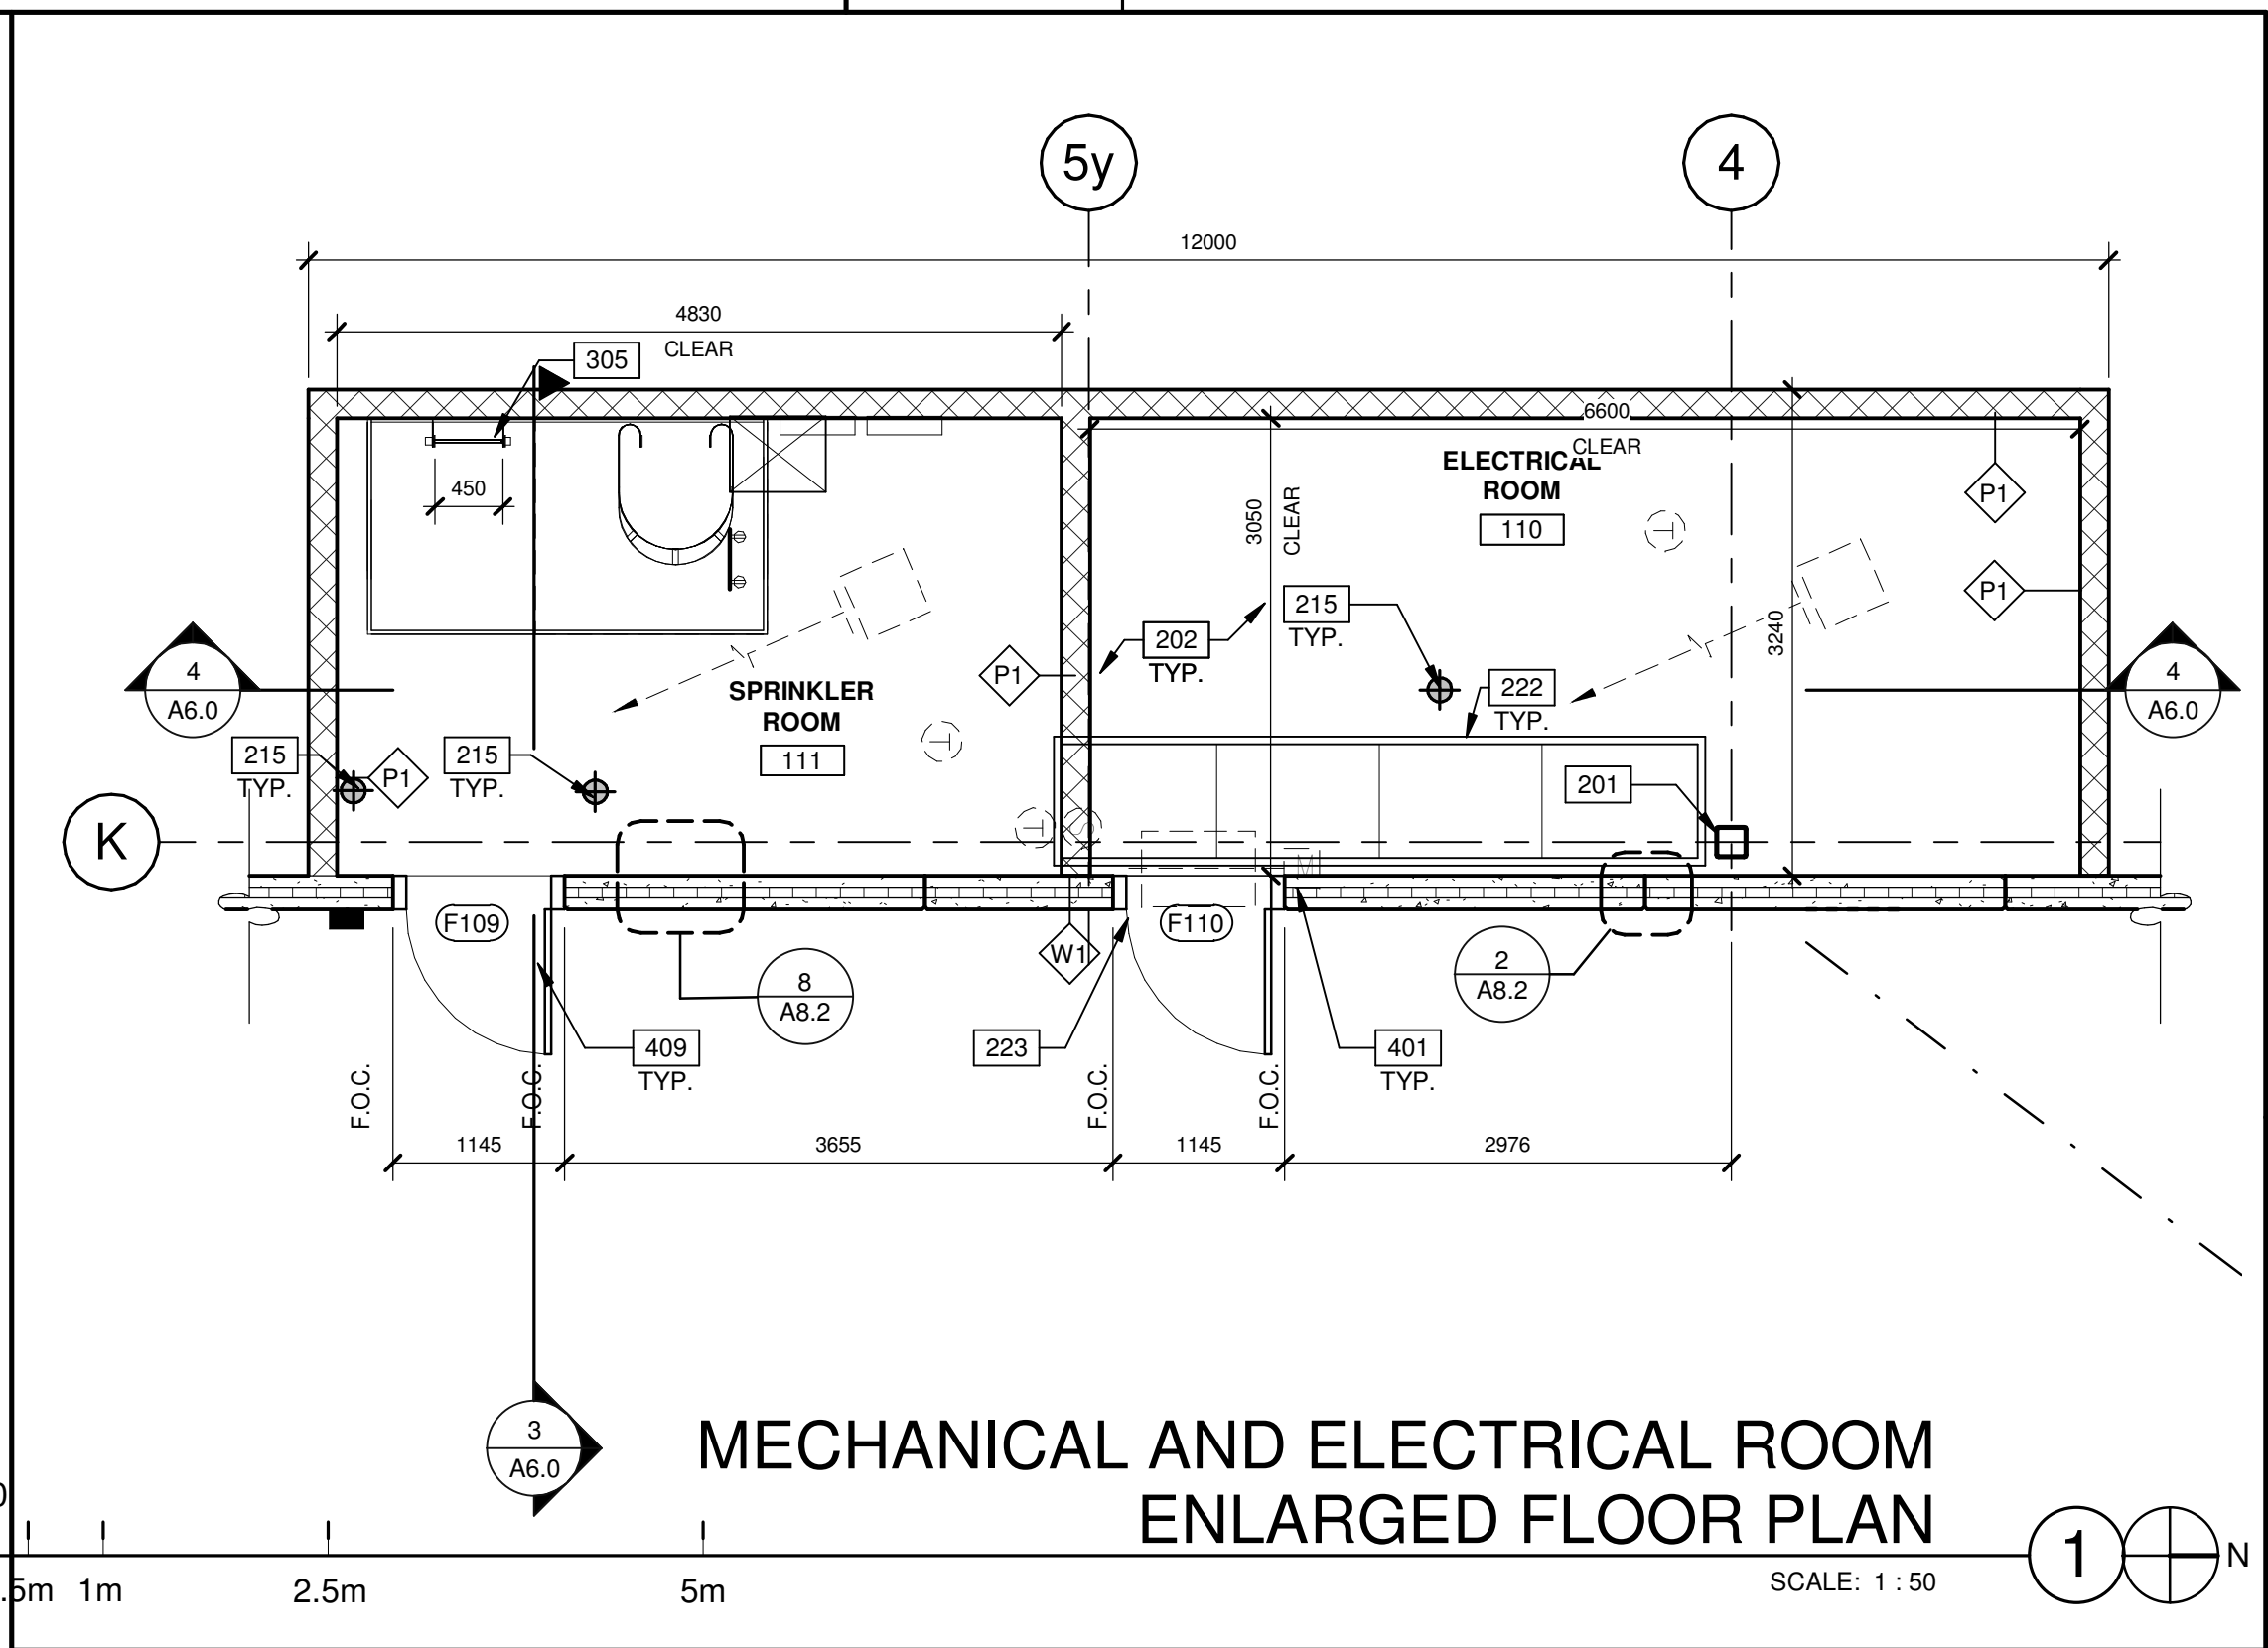 5y
4
12000
4830
CLEAR
305
6600
CLEAR
ELECTRICAL
ROOM
110
450
3050
CLEAR
P1
P1
215
TYP.
202
TYP.
3240
4
A6.0
SPRINKLER
ROOM
111
P1
222
TYP.
4
A6.0
215
TYP.
P1
215
TYP.
201
T
T
T
S
M
K
F109
F110
W1
8
A8.2
2
A8.2
409
TYP.
223
401
TYP.
F.O.C.
F.O.C.
F.O.C.
F.O.C.
1145
3655
1145
2976
3
A6.0
MECHANICAL AND ELECTRICAL ROOM
ENLARGED FLOOR PLAN
1
N
SCALE: 1 : 50
0
.5m 1m 2.5m 5m